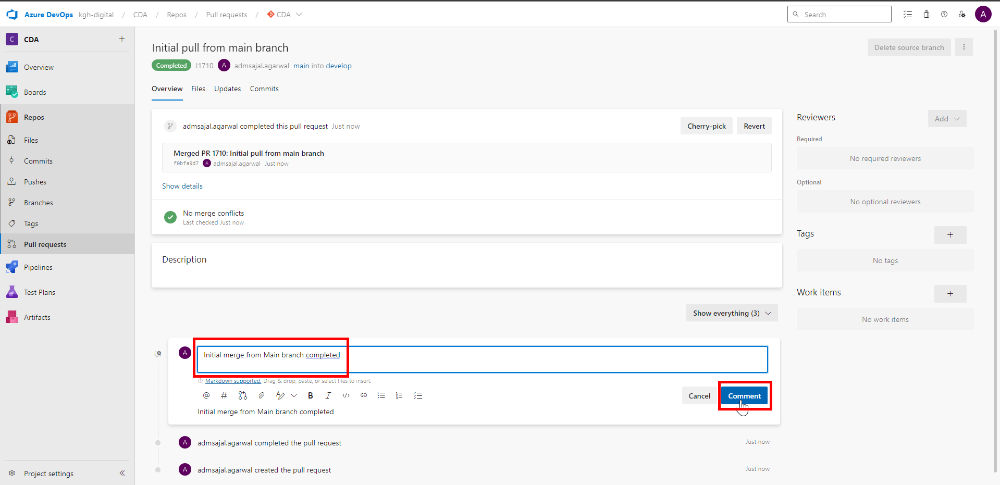 Azure DevOps kgh-digital / CDA / Repos / Pull requests / CDA
Search
A
C CDA
Overview
Boards
Repos
Files
Commits
Pushes
Branches
Tags
Pull requests
Pipelines
Test Plans
Artifacts
Project settings
Initial pull from main branch
Delete source branch
Completed !1710 A admsajal.agarwal main into develop
Overview Files Updates Commits
admsajal.agarwal completed this pull request Just now
Cherry-pick Revert
Merged PR 1710: Initial pull from main branch
f0bfa9d7 A admsajal.agarwal Just now
Show details
No merge conflicts
Last checked Just now
Description
Show everything (3)
A Initial merge from Main branch completed
Markdown supported. Drag & drop, paste, or select files to insert.
@ # B I </>
Cancel Comment
Initial merge from Main branch completed
A admsajal.agarwal completed the pull request Just now
A admsajal.agarwal created the pull request Just now
Reviewers
Add
Required
No required reviewers
Optional
No optional reviewers
Tags
No tags
Work items
No work items